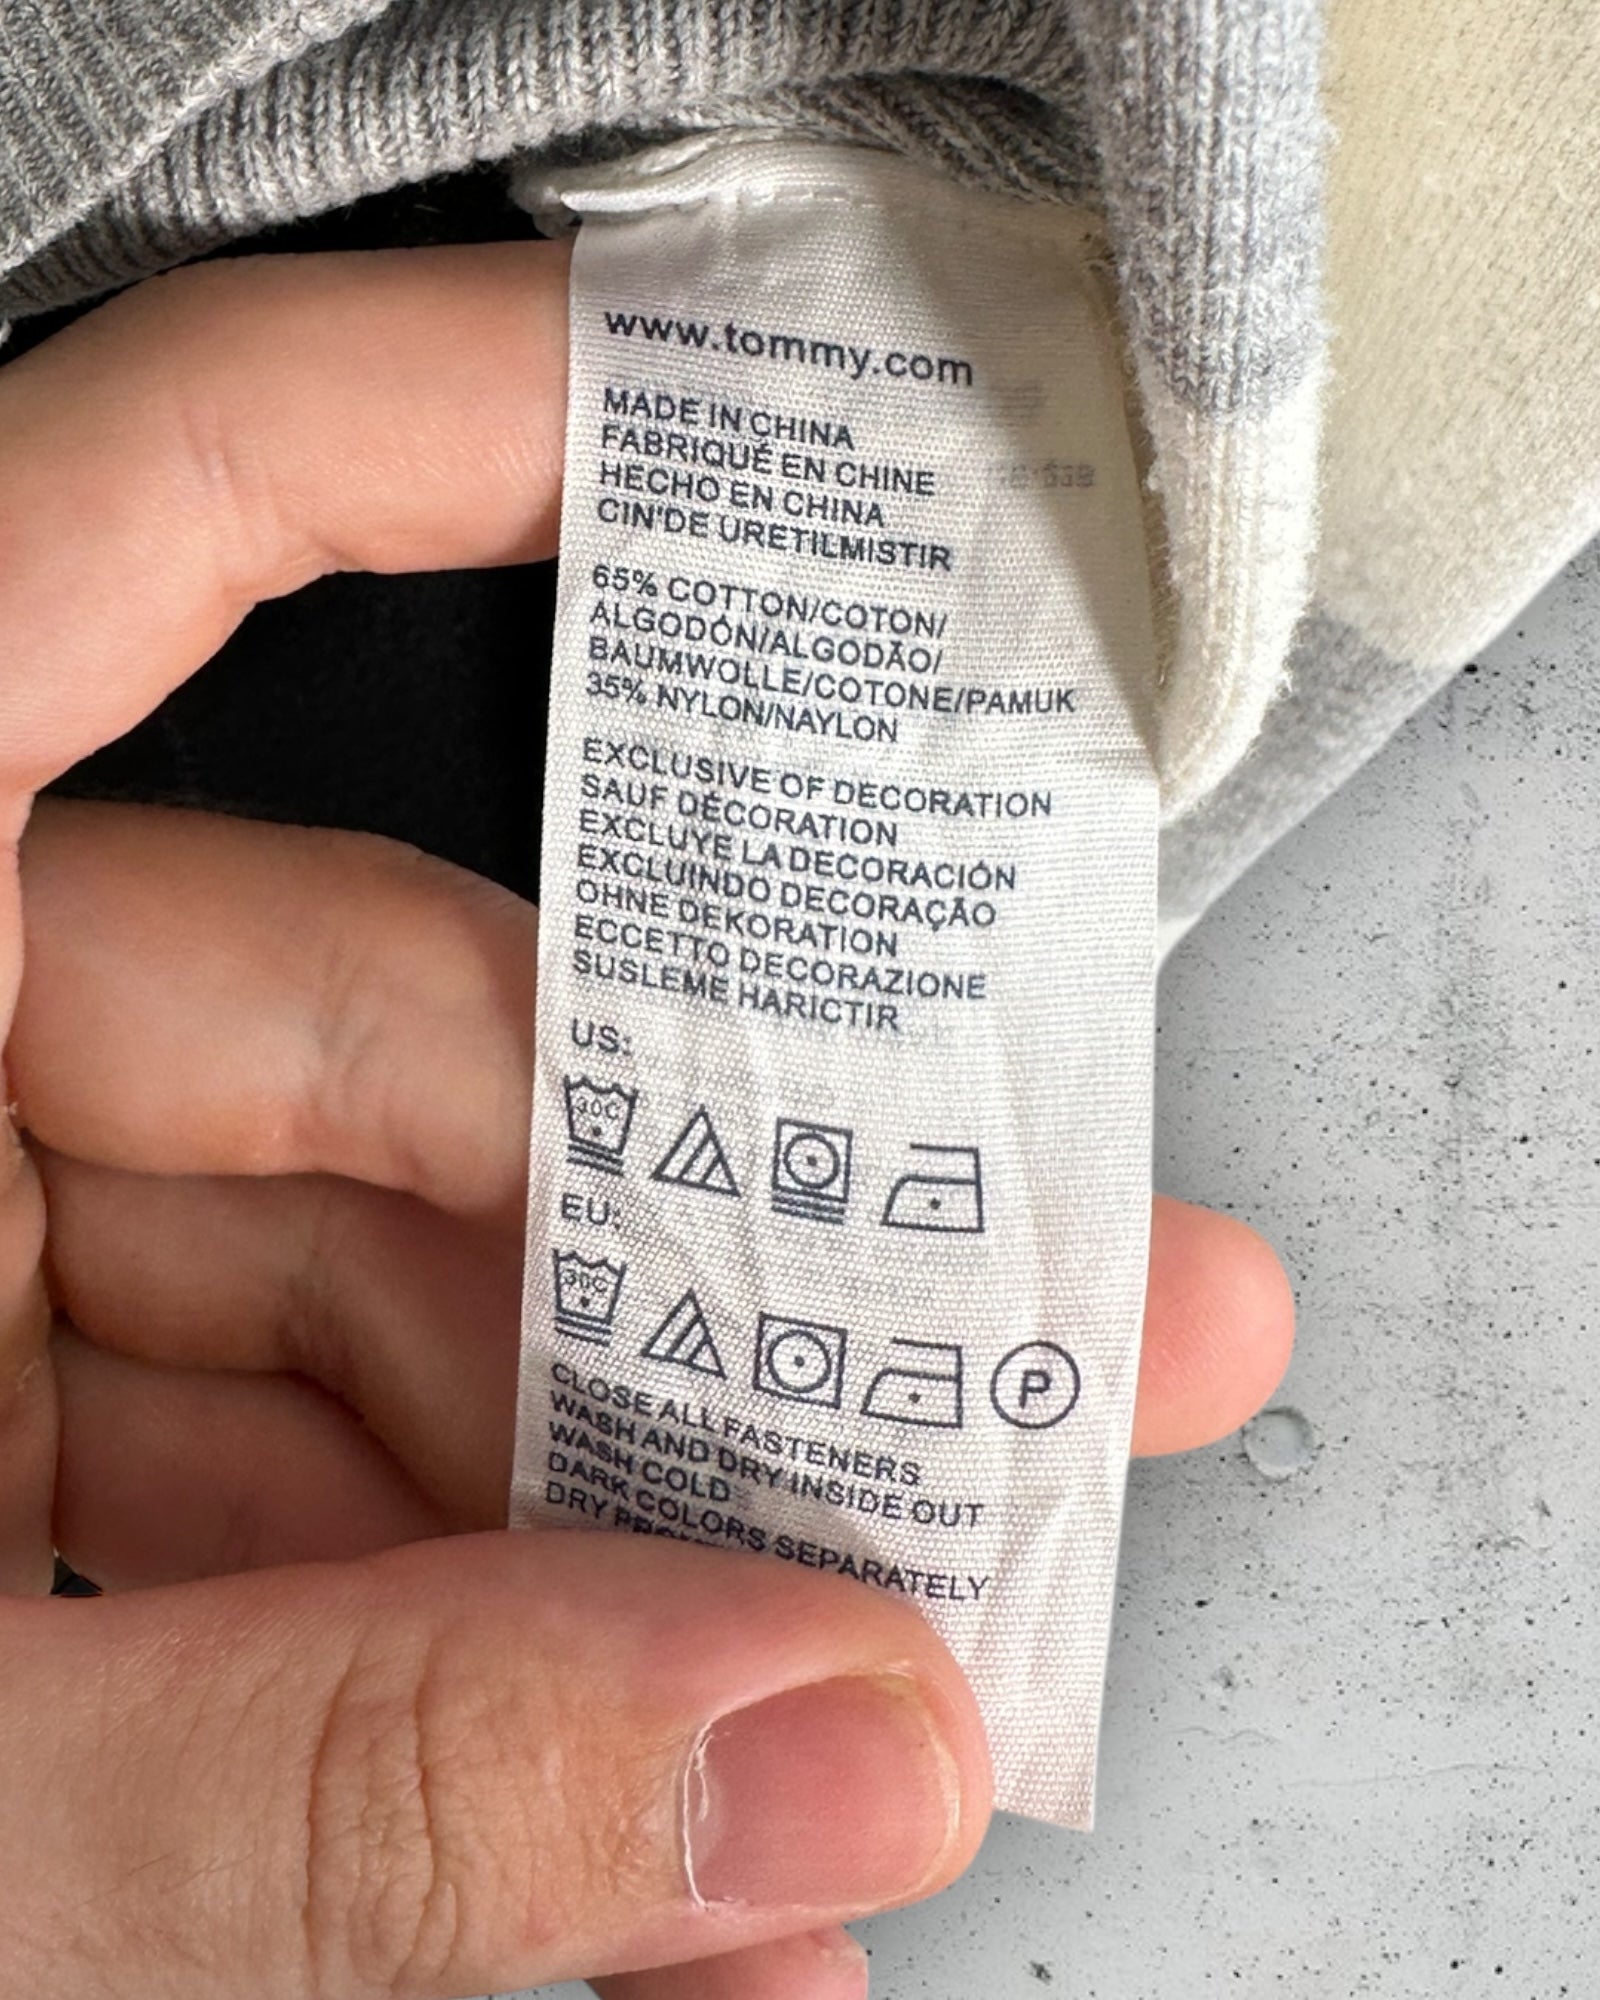 www.tommy.com
MADE IN CHINA
FABRIQUÉ EN CHINE
HECHO EN CHINA
CIN'DE URETILMISTIR
65% COTTON/COTON/
ALGODÓN/ALGODÃO/
BAUMWOLLE/COTONE/PAMUK
35% NYLON/NAYLON
EXCLUSIVE OF DECORATION
SAUF DÉCORATION
EXCLUYE LA DECORACIÓN
EXCLUINDO DECORAÇÃO
OHNE DEKORATION
ECCETTO DECORAZIONE
SUSLEME HARICTIR
US:
30C
EU:
30C
P
CLOSE ALL FASTENERS
WASH AND DRY INSIDE OUT
WASH COLD
DARK COLORS SEPARATELY
DRY